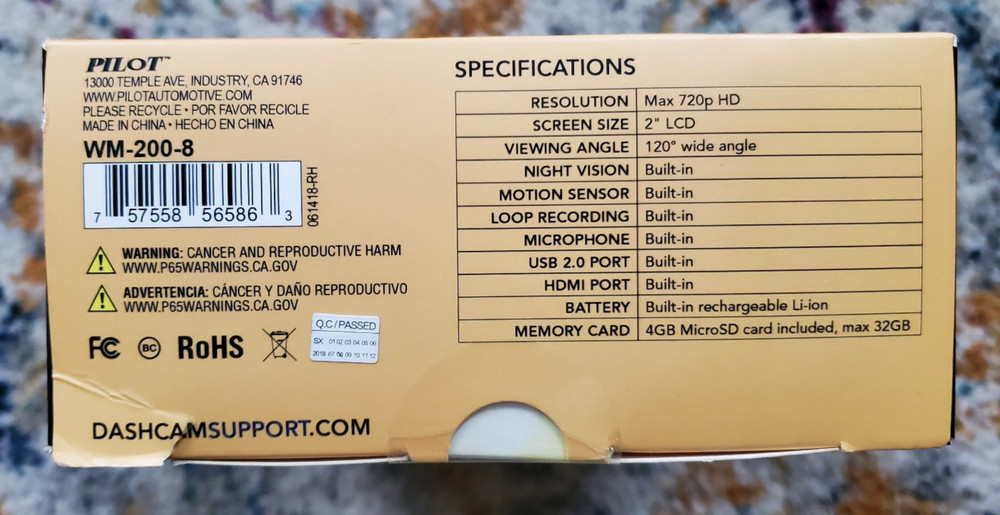 PILOT™
13000 TEMPLE AVE, INDUSTRY, CA 91746
WWW.PILOTAUTOMOTIVE.COM
PLEASE RECYCLE • POR FAVOR RECICLE
MADE IN CHINA • HECHO EN CHINA
WM-200-8
7 57558 56586 3
061418-RH
WARNING: CANCER AND REPRODUCTIVE HARM
WWW.P65WARNINGS.CA.GOV
ADVERTENCIA: CÁNCER Y DAÑO REPRODUCTIVO
WWW.P65WARNINGS.CA.GOV
FC BC RoHS
Q.C/PASSED
SX 01 02 03 04 05 06
2018 07 08 09 10 11 12
DASHCAMSUPPORT.COM
SPECIFICATIONS
RESOLUTION Max 720p HD
SCREEN SIZE 2" LCD
VIEWING ANGLE 120° wide angle
NIGHT VISION Built-in
MOTION SENSOR Built-in
LOOP RECORDING Built-in
MICROPHONE Built-in
USB 2.0 PORT Built-in
HDMI PORT Built-in
BATTERY Built-in rechargeable Li-ion
MEMORY CARD 4GB MicroSD card included, max 32GB